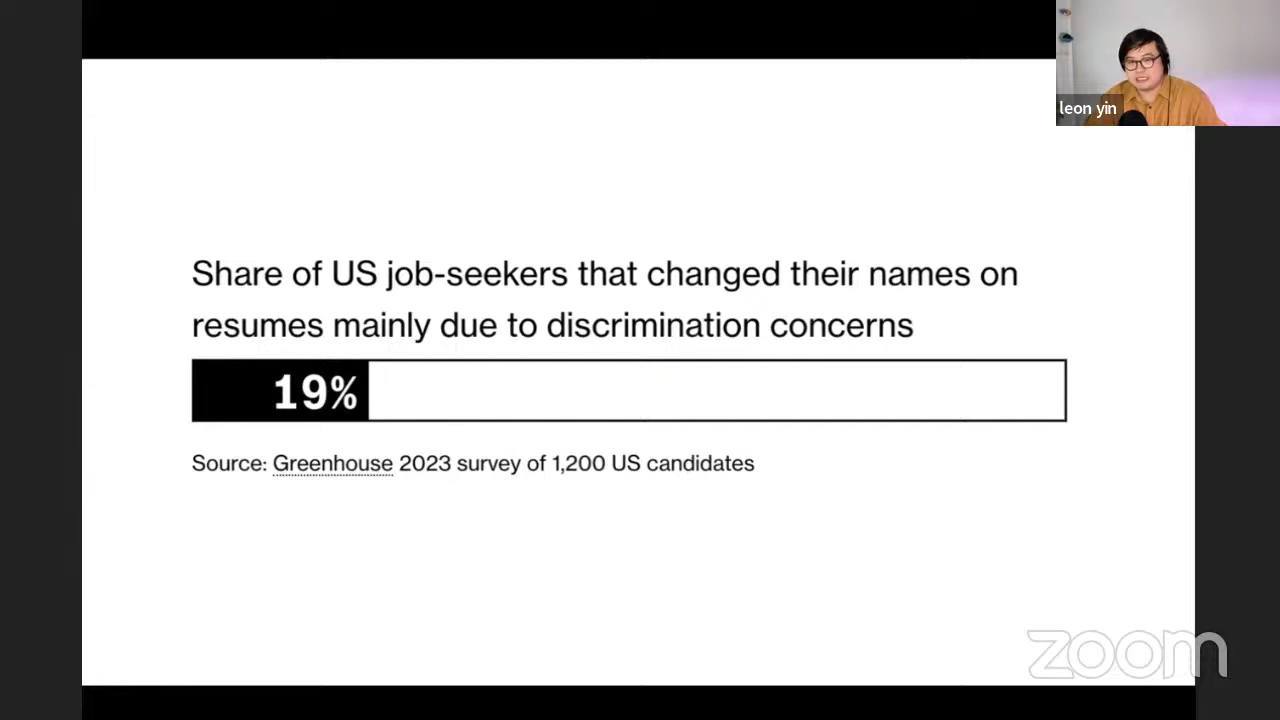 leon yin
Share of US job-seekers that changed their names on
resumes mainly due to discrimination concerns
19%
Source: Greenhouse 2023 survey of 1,200 US candidates
zoom